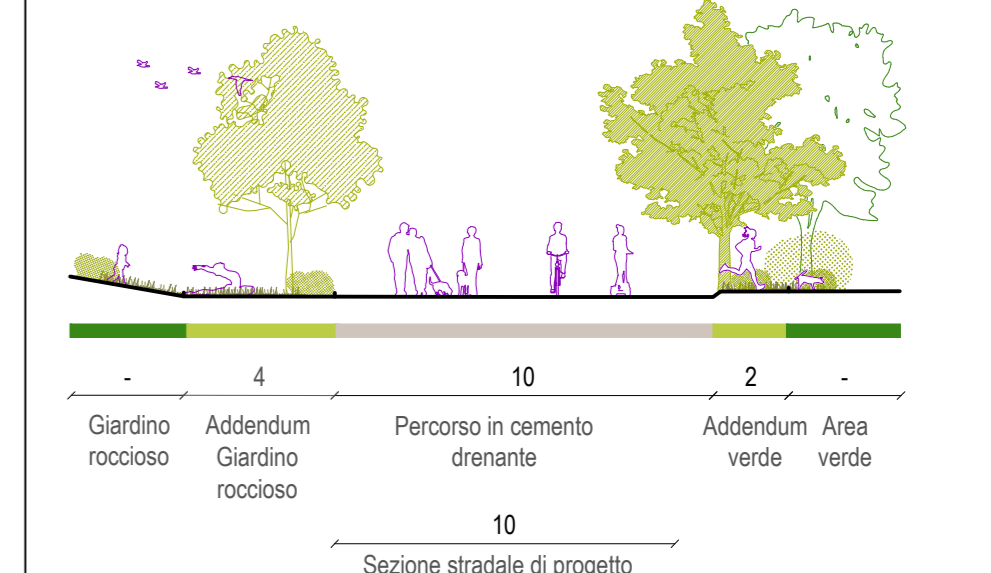 - 4 10 2 -
Giardino roccioso
Addendum Giardino roccioso
Percorso in cemento drenante
Addendum verde
Area verde
10
Sezione stradale di progetto